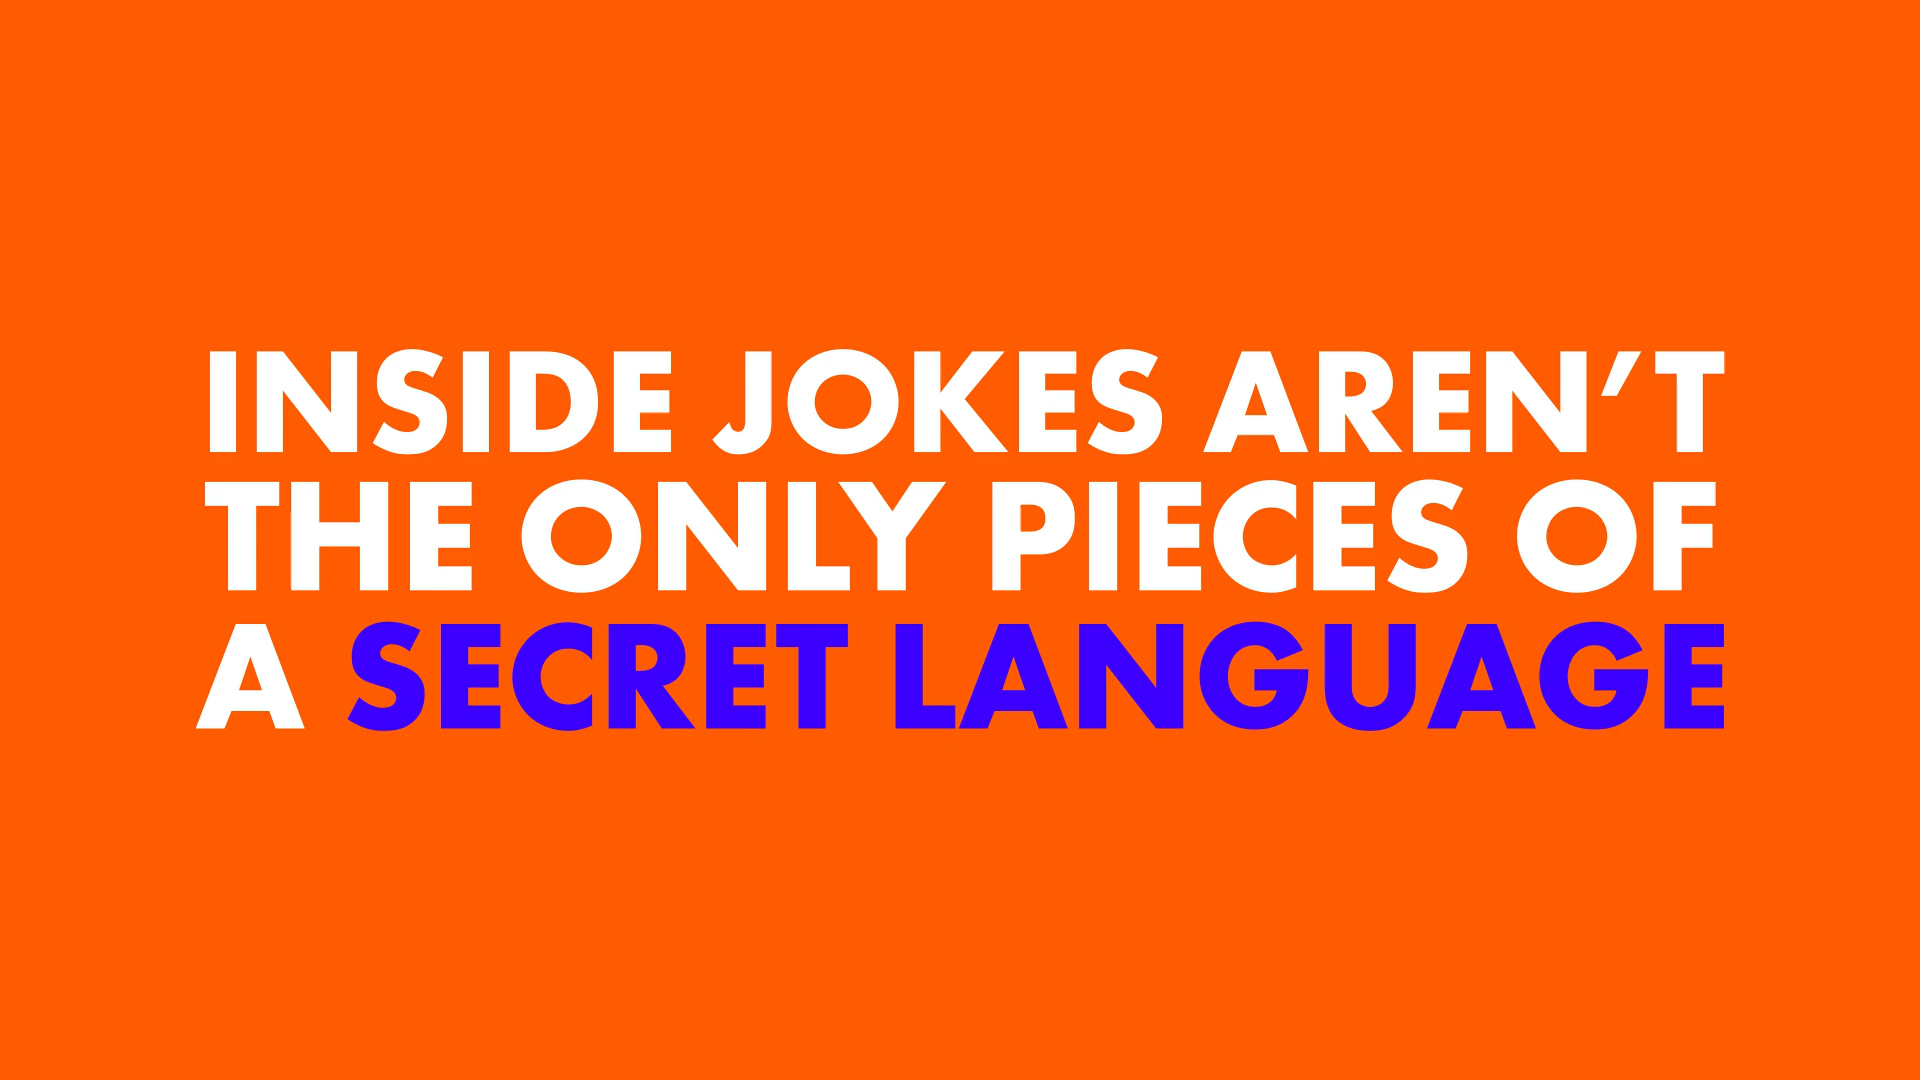 INSIDE JOKES AREN’T
THE ONLY PIECES OF
A SECRET LANGUAGE